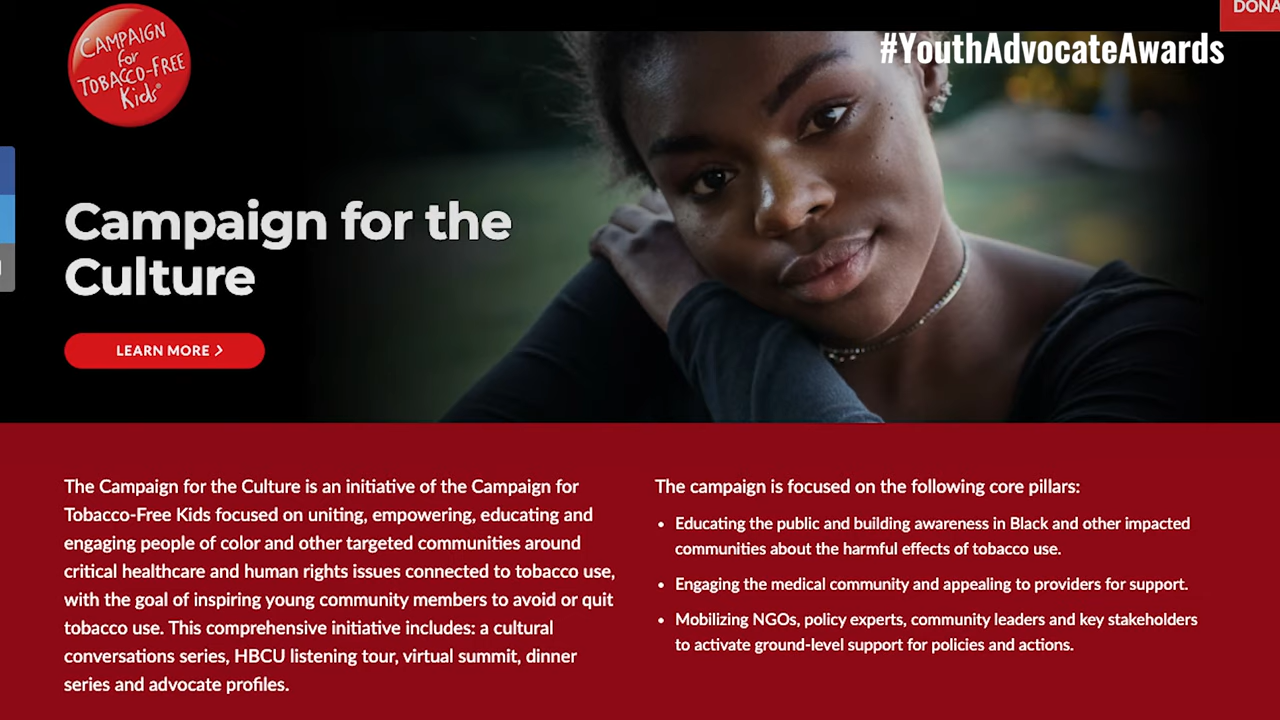 DONA
#YouthAdvocateAwards
CAMPAIGN
for
TOBACCO-FREE
Kids®
Campaign for the
Culture
LEARN MORE
The Campaign for the Culture is an initiative of the Campaign for
Tobacco-Free Kids focused on uniting, empowering, educating and
engaging people of color and other targeted communities around
critical healthcare and human rights issues connected to tobacco use,
with the goal of inspiring young community members to avoid or quit
tobacco use. This comprehensive initiative includes: a cultural
conversations series, HBCU listening tour, virtual summit, dinner
series and advocate profiles.
The campaign is focused on the following core pillars:
• Educating the public and building awareness in Black and other impacted
communities about the harmful effects of tobacco use.
• Engaging the medical community and appealing to providers for support.
• Mobilizing NGOs, policy experts, community leaders and key stakeholders
to activate ground-level support for policies and actions.